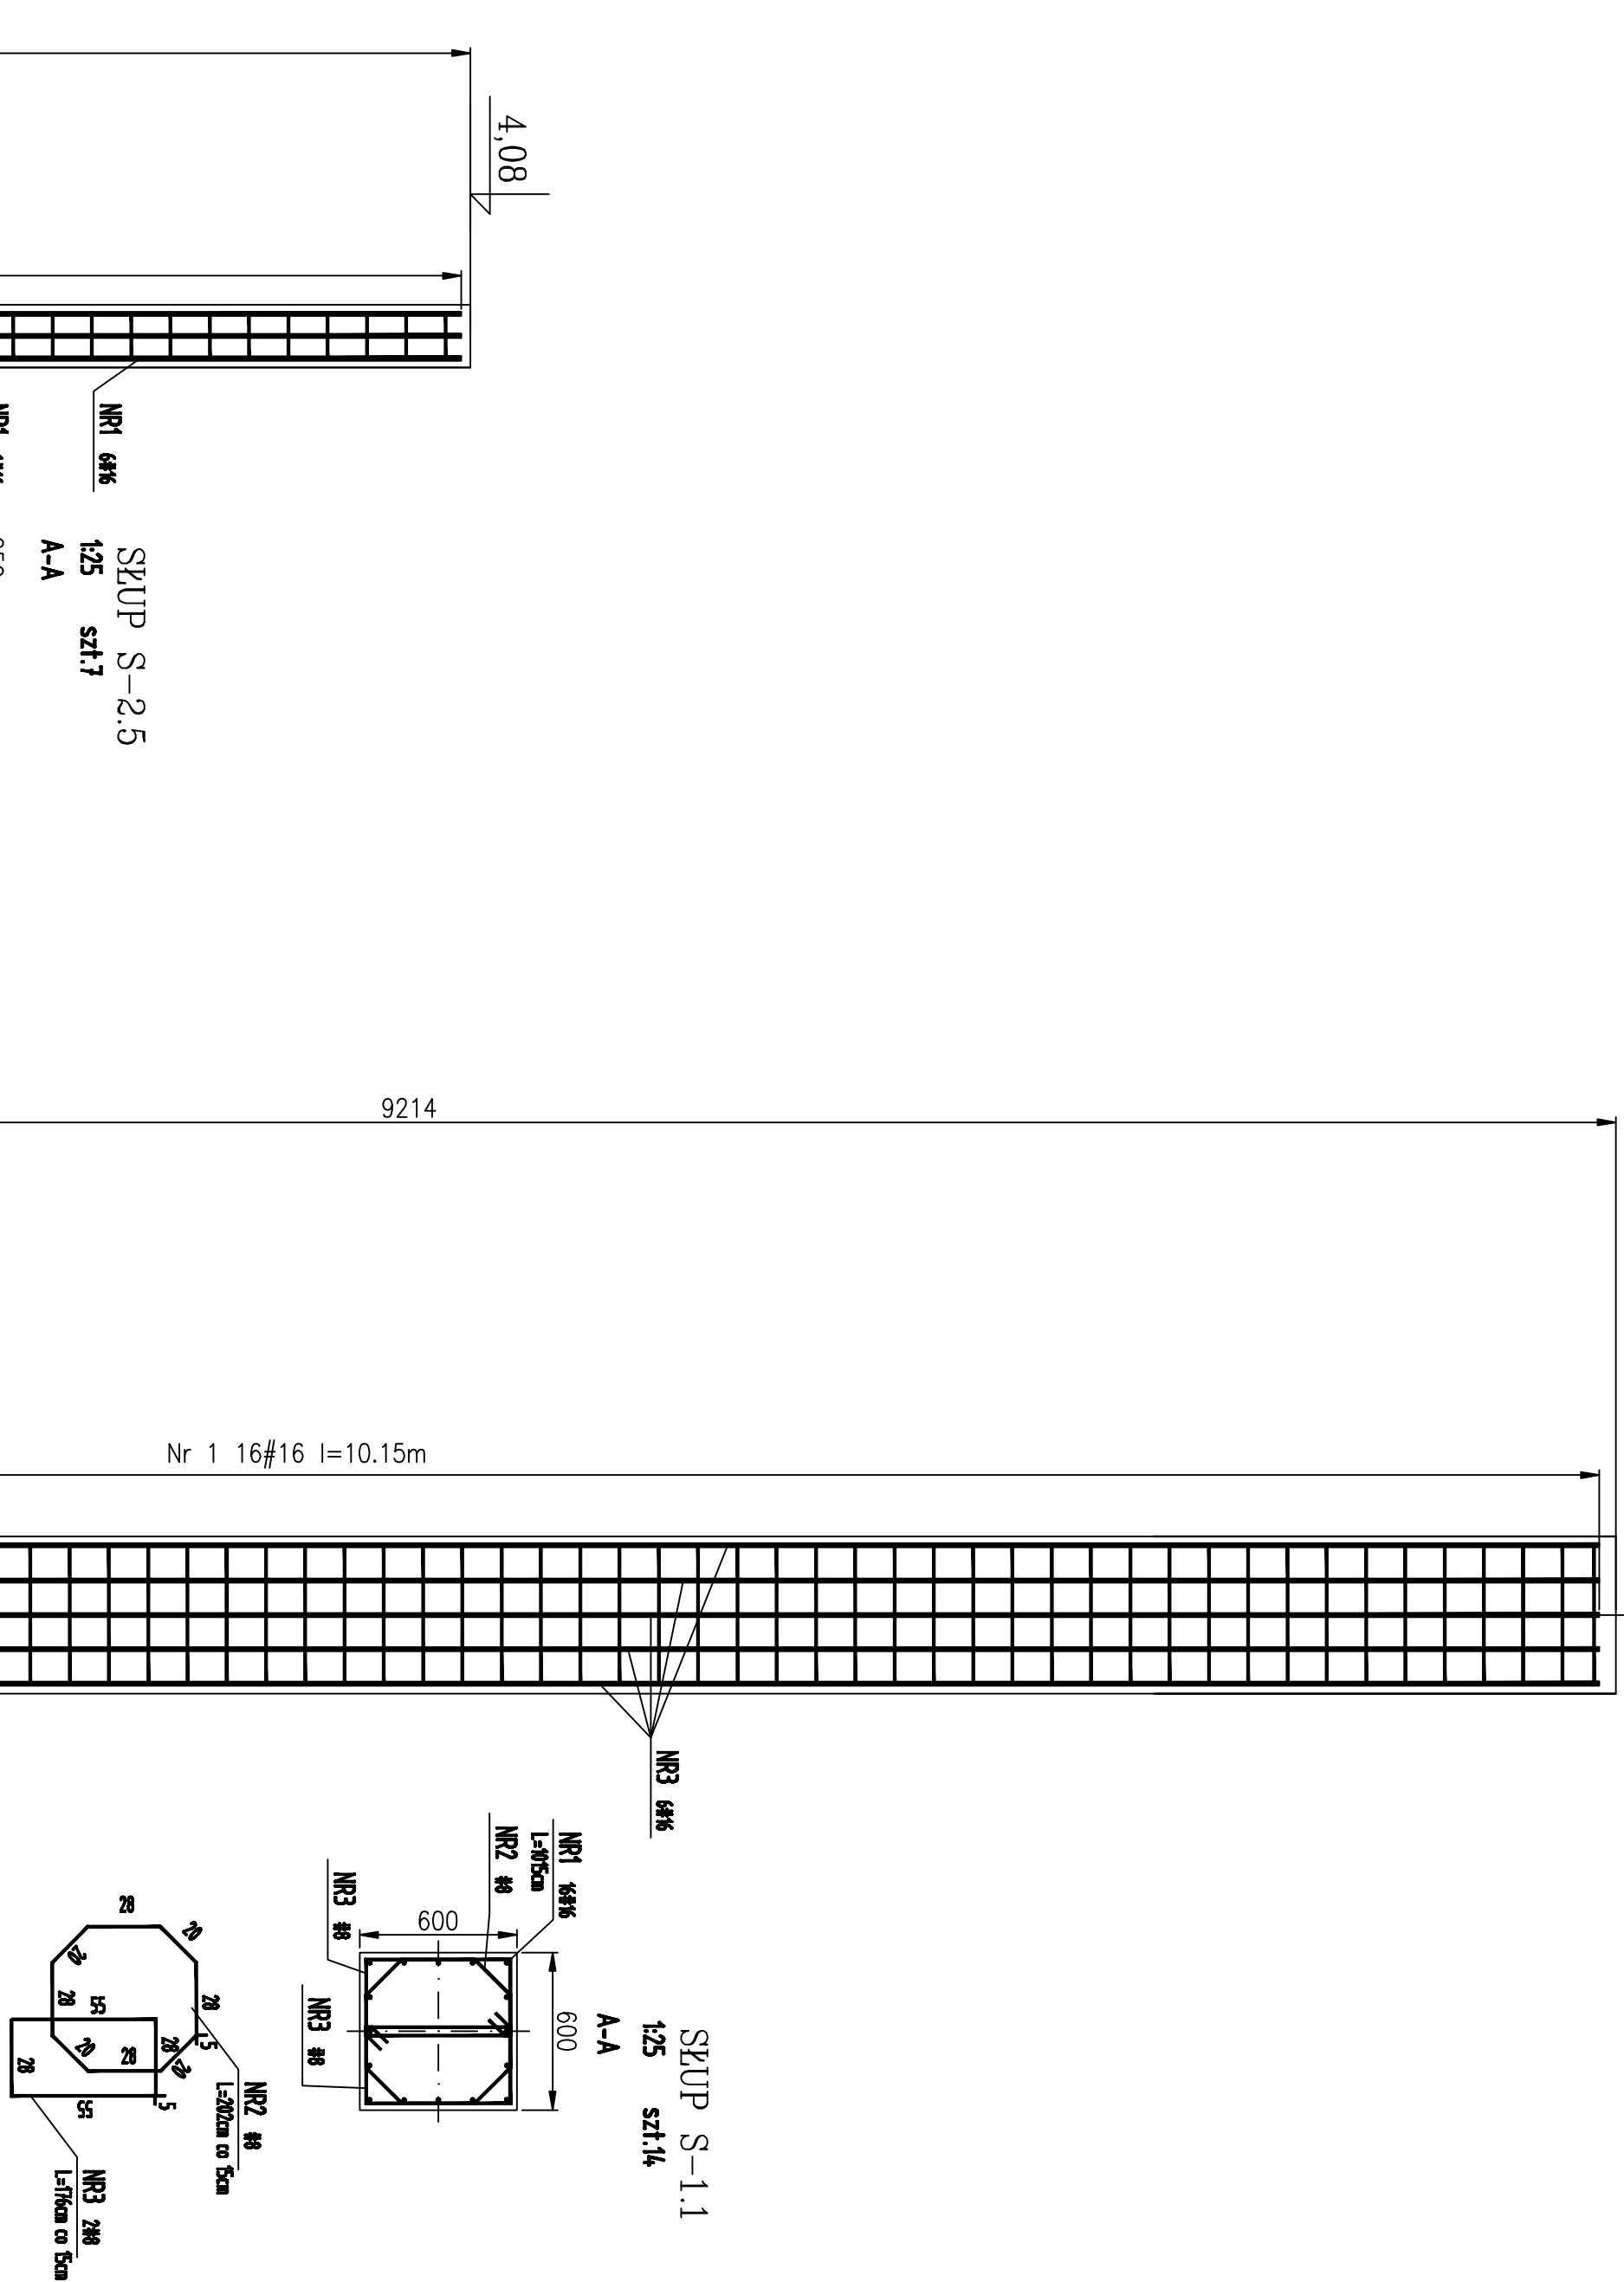 4,08
NR1 6#16
SŁUP S-2.5
1:25 szt.7
A-A
9214
Nr 1 16#16 l=10.15m
NR3 6#16
SŁUP S-1.1
1:25 szt.14
A-A
600
600
NR1 16#16
L=1015cm
NR2 #8
NR3 #8
NR3 #8
28
20
20
28
28
55
5
20
28
28
20
28
55
5
NR2 #8
L=202cm co 15cm
NR3 2#8
L=176cm co 15cm